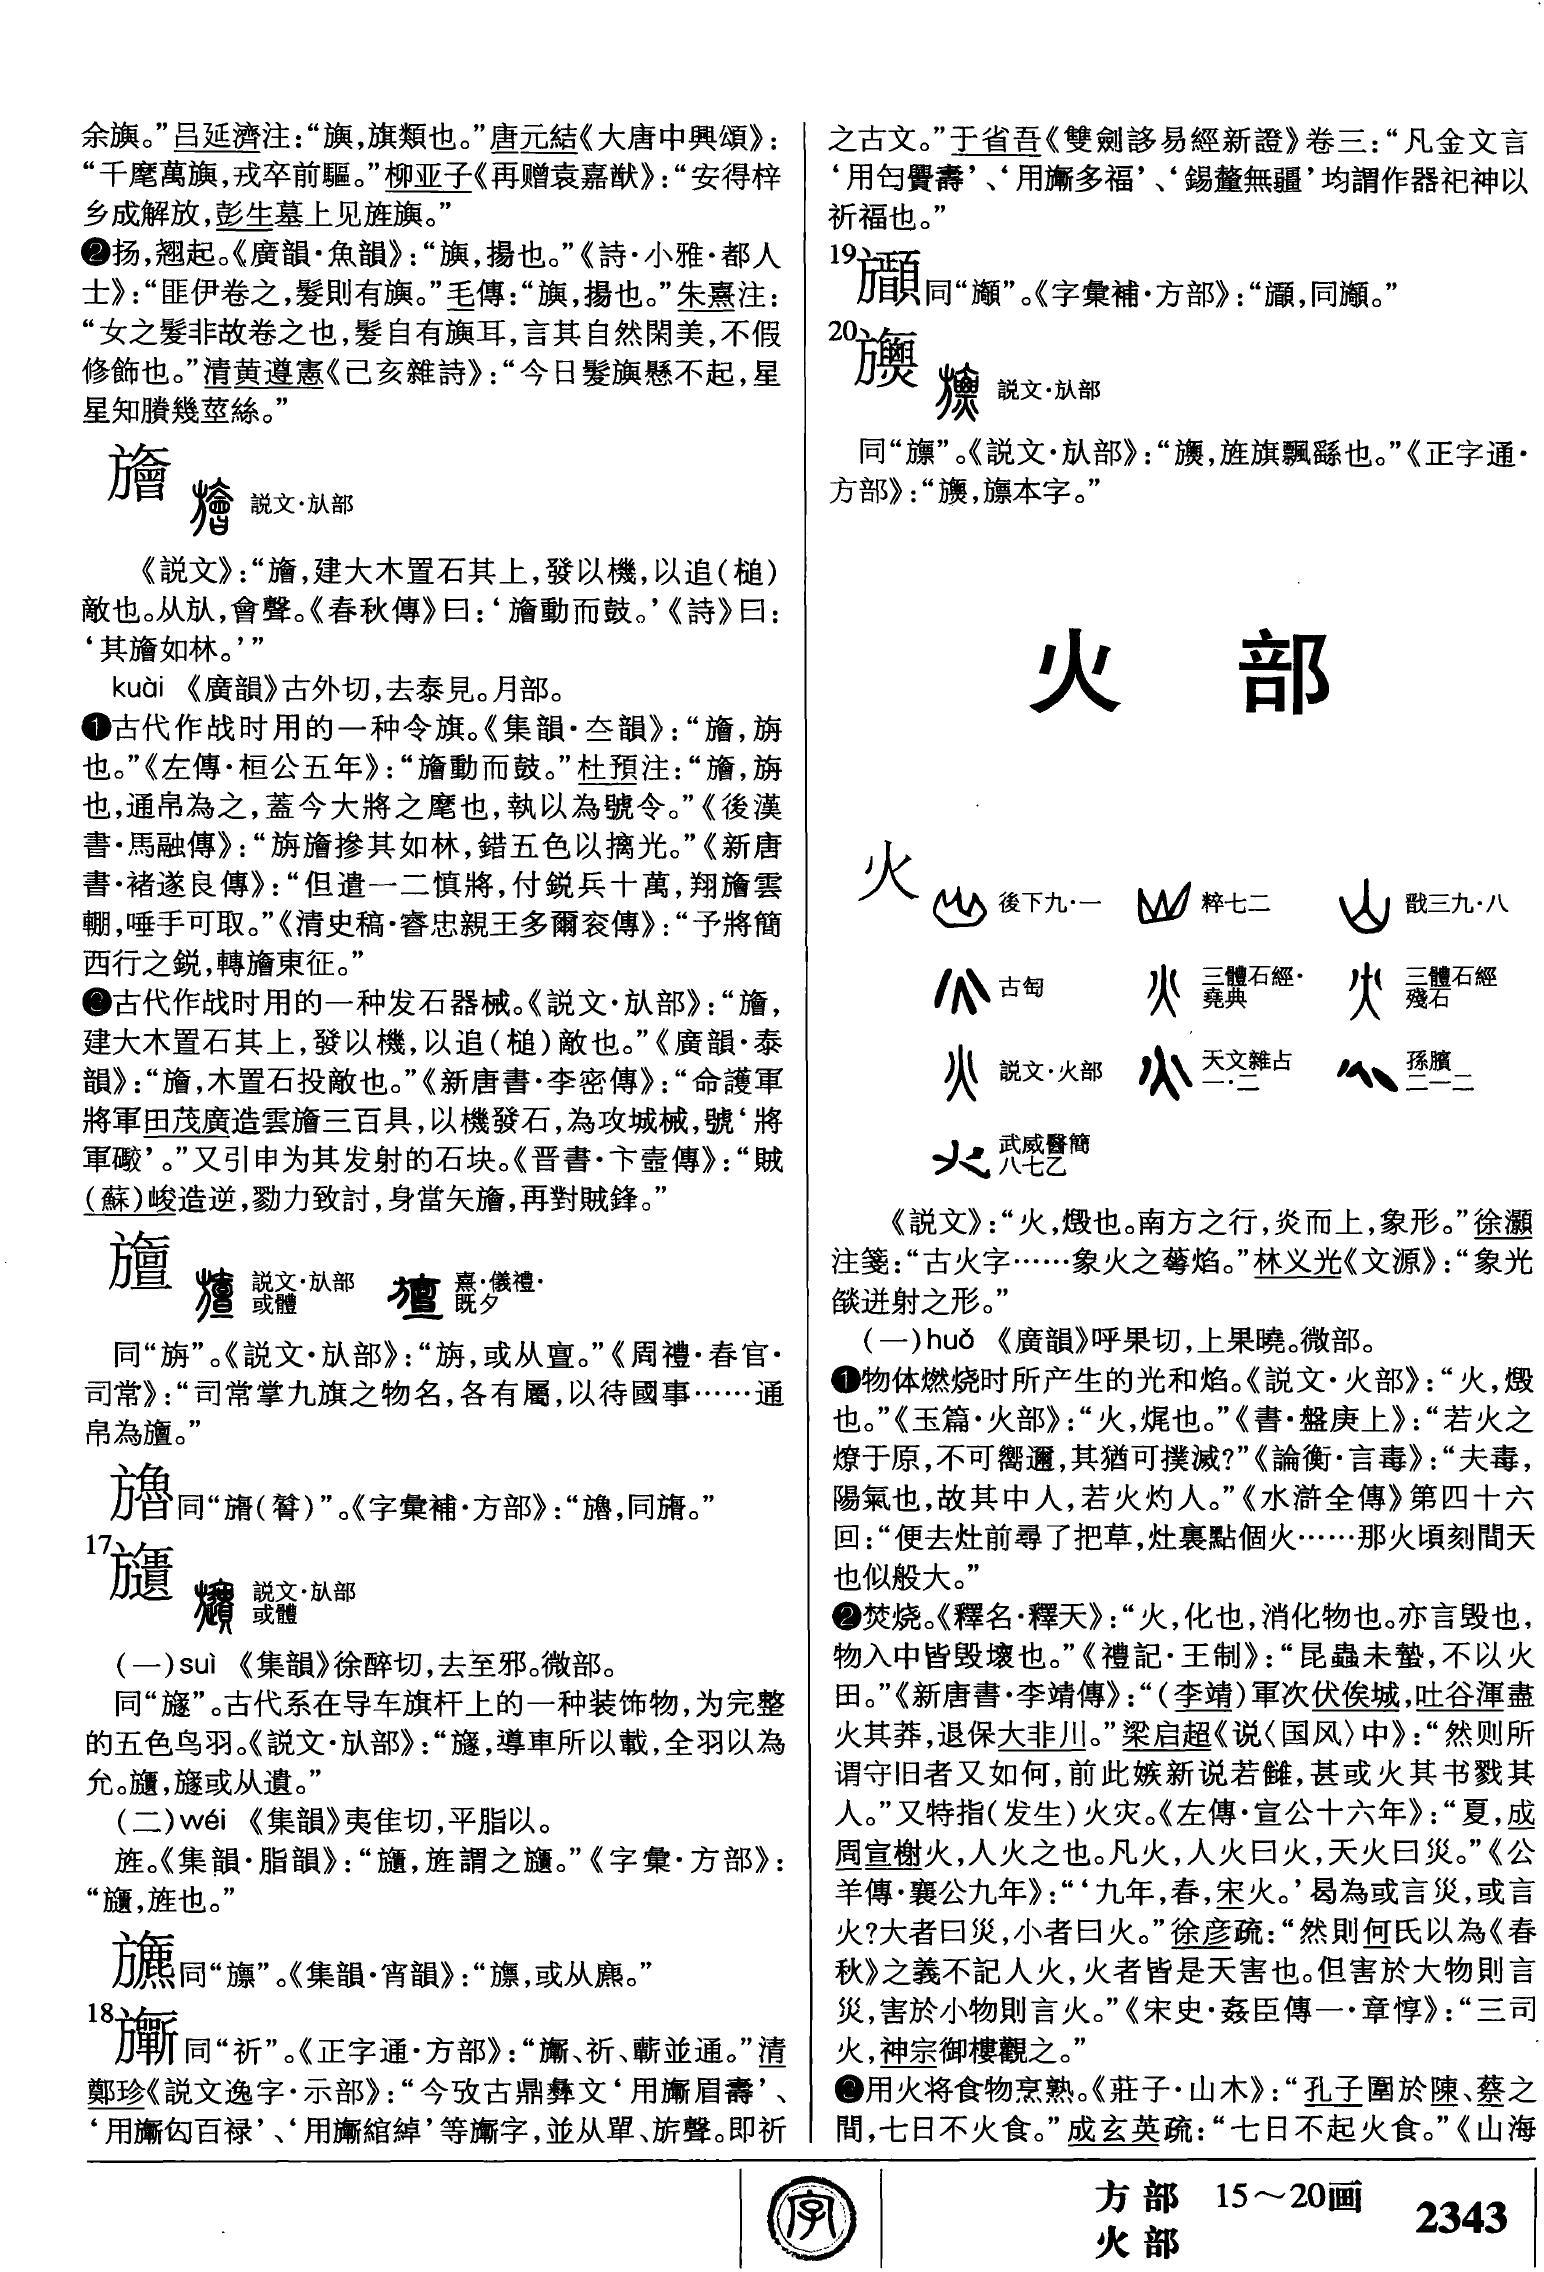 余旟。”吕延濟注：“旟，旗類也。”唐元結《大唐中興頌》：
“千麾萬旟，戎卒前驅。”柳亚子《再赠袁嘉猷》：“安得梓
乡成解放，彭生墓上见旌旟。”
❷扬，翘起。《廣韻·魚韻》：“旟，揚也。”《詩·小雅·都人
士》：“匪伊卷之，髮則有旟。”毛傳：“旟，揚也。”朱熹注：
“女之髮非故卷之也，髮自有旟耳，言其自然閑美，不假
修飾也。”清黄遵憲《己亥雜詩》：“今日髮旟懸不起，星
星知賸幾莖絲。”
旝 説文·㫃部
《説文》：“旝，建大木置石其上，發以機，以追(槌)
敵也。从㫃，會聲。《春秋傳》曰：‘旝動而鼓。’《詩》曰：
‘其旝如林。’”
kuài 《廣韻》古外切，去泰見。月部。
❶古代作战时用的一种令旗。《集韻·夳韻》：“旝，旃
也。”《左傳·桓公五年》：“旝動而鼓。”杜預注：“旝，旃
也，通帛為之，蓋今大將之麾也，執以為號令。”《後漢
書·馬融傳》：“旃旝摻其如林，錯五色以摛光。”《新唐
書·褚遂良傳》：“但遣一二慎將，付鋭兵十萬，翔旝雲
輣，唾手可取。”《清史稿·睿忠親王多爾衮傳》：“予將簡
西行之鋭，轉旝東征。”
❷古代作战时用的一种发石器械。《説文·㫃部》：“旝，
建大木置石其上，發以機，以追(槌)敵也。”《廣韻·泰
韻》：“旝，木置石投敵也。”《新唐書·李密傳》：“命護軍
將軍田茂廣造雲旝三百具，以機發石，為攻城械，號‘將
軍礮’。”又引申为其发射的石块。《晋書·卞壼傳》：“賊
(蘇)峻造逆，勠力致討，身當矢旝，再對賊鋒。”
旜 説文·㫃部或體 熹·儀禮·既夕
同“旃”。《説文·㫃部》：“旃，或从亶。”《周禮·春官·
司常》：“司常掌九旗之物名，各有屬，以待國事……通
帛為旜。”
同“㫋(㫺)”。《字彙補·方部》：
17 旞 説文·㫃部或體
(一)suì 《集韻》徐醉切，去至邪。微部。
同“旞”。古代系在导车旗杆上的一种装饰物，为完整
的五色鸟羽。《説文·㫃部》：“旞，導車所以載，全羽以為
允。𣄧，旞或从遺。”
(二)wéi 《集韻》夷隹切，平脂以。
旌。《集韻·脂韻》：“𣄧，旌謂之𣄧。”《字彙·方部》：
“𣄧，旌也。”
同“旚”。《集韻·宵韻》：“旚，或从麃。”
18 旂 同“祈”。《正字通·方部》：“𣄨、祈、蘄並通。”清
鄭珍《説文逸字·示部》：“今攷古鼎彝文‘用𣄨眉壽’、
‘用𣄨匃百禄’、‘用𣄨綰綽’等𣄨字，並从單、旂聲。即祈
之古文。”于省吾《雙劍誃易經新證》卷三：“凡金文言
‘用匄釁壽’、‘用𣄨多福’、‘錫釐無疆’均謂作器祀神以
祈福也。”
19
《字彙補·方部》：
20 説文·㫃部
同“旚”。《説文·㫃部》：“旚，旌旗飄繇也。”《正字通·
方部》：“旚本字。”
火 部
火 後下九·一 粹七二 戩三九·八
古匋 三體石經·堯典 三體石經殘石
説文·火部 天文雜占一·二 孫臏二一二
武威醫簡八七乙
《説文》：“火，燬也。南方之行，炎而上，象形。”徐灝
注箋：“古火字……象火之蕚焰。”林义光《文源》：“象光
燄迸射之形。”
(一)huǒ 《廣韻》呼果切，上果曉。微部。
❶物体燃烧时所产生的光和焰。《説文·火部》：“火，燬
也。”《玉篇·火部》：“火，焜也。”《書·盤庚上》：“若火之
燎于原，不可嚮邇，其猶可撲滅？”《論衡·言毒》：“夫毒，
陽氣也，故其中人，若火灼人。”《水滸全傳》第四十六
回：“便去灶前尋了把草，灶裏點個火……那火頃刻間天
也似般大。”
❷焚烧。《釋名·釋天》：“火，化也，消化物也。亦言毁也，
物入中皆毁壞也。”《禮記·王制》：“昆蟲未蟄，不以火
田。”《新唐書·李靖傳》：“(李靖)軍次伏俟城，吐谷渾盡
火其莽，退保大非川。”梁启超《说〈国风〉中》：“然则所
谓守旧者又如何，前此嫉新说若雠，甚或火其书戮其
人。”又特指(发生)火灾。《左傳·宣公十六年》：“夏，成
周宣榭火，人火之也。凡火，人火曰火，天火曰災。”《公
羊傳·襄公九年》：“‘九年，春，宋火。’曷為或言災，或言
火？大者曰災，小者曰火。”徐彦疏：“然則何氏以為《春
秋》之義不記人火，火者皆是天害也。但害於大物則言
災，害於小物則言火。”《宋史·姦臣傳一·章惇》：“三司
火，神宗御樓觀之。”
❸用火将食物烹熟。《莊子·山木》：“孔子圍於陳、蔡之
間，七日不火食。”成玄英疏：“七日不起火食。”《山海
字
方部 15～20画
火部
2343